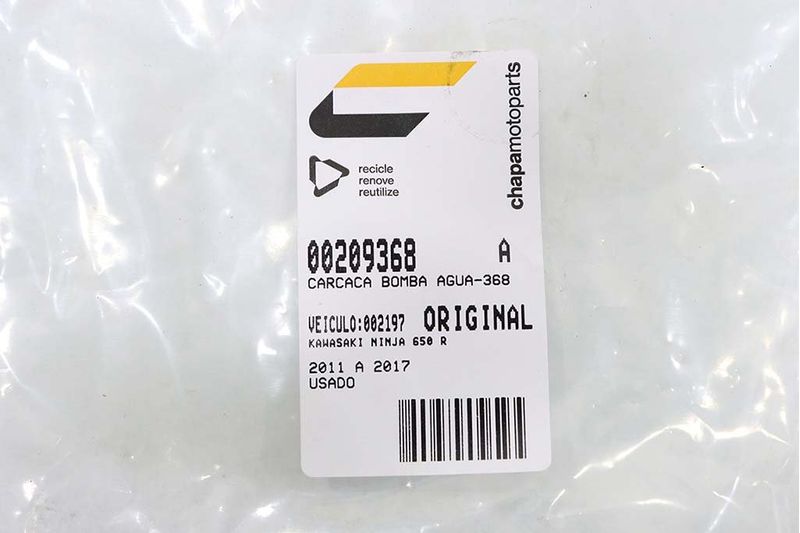 chapamotoparts
recicle
renove
reutilize
00209368 A
CARCACA BOMBA AGUA-368
VEICULO:002197 ORIGINAL
KAWASAKI NINJA 650 R
2011 A 2017
USADO